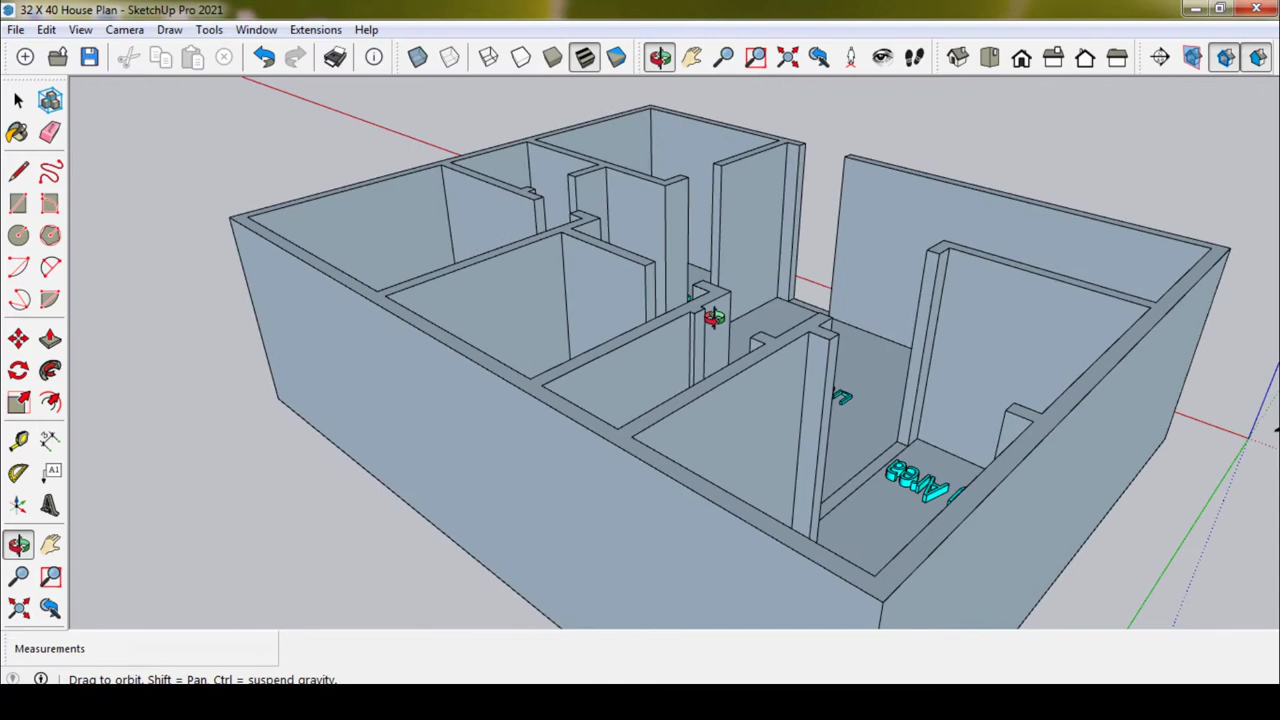 32 X 40 House Plan - SketchUp Pro 2021
File Edit View Camera Draw Tools Window Extensions Help
A1
Measurements
Drag to orbit. Shift = Pan, Ctrl = suspend gravity.